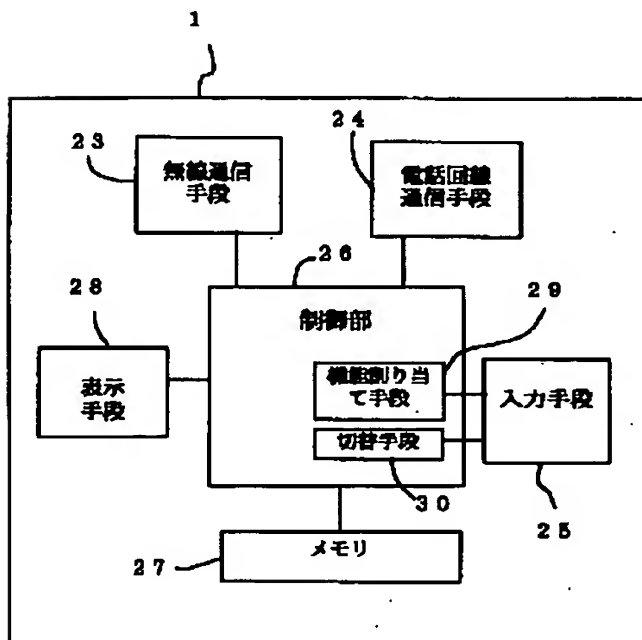 1
23
無線通信
手段
24
電話回線
通信手段
26
制御部
28
表示
手段
29
機能割り当
て手段
切替手段
30
入力手段
25
メモリ
27